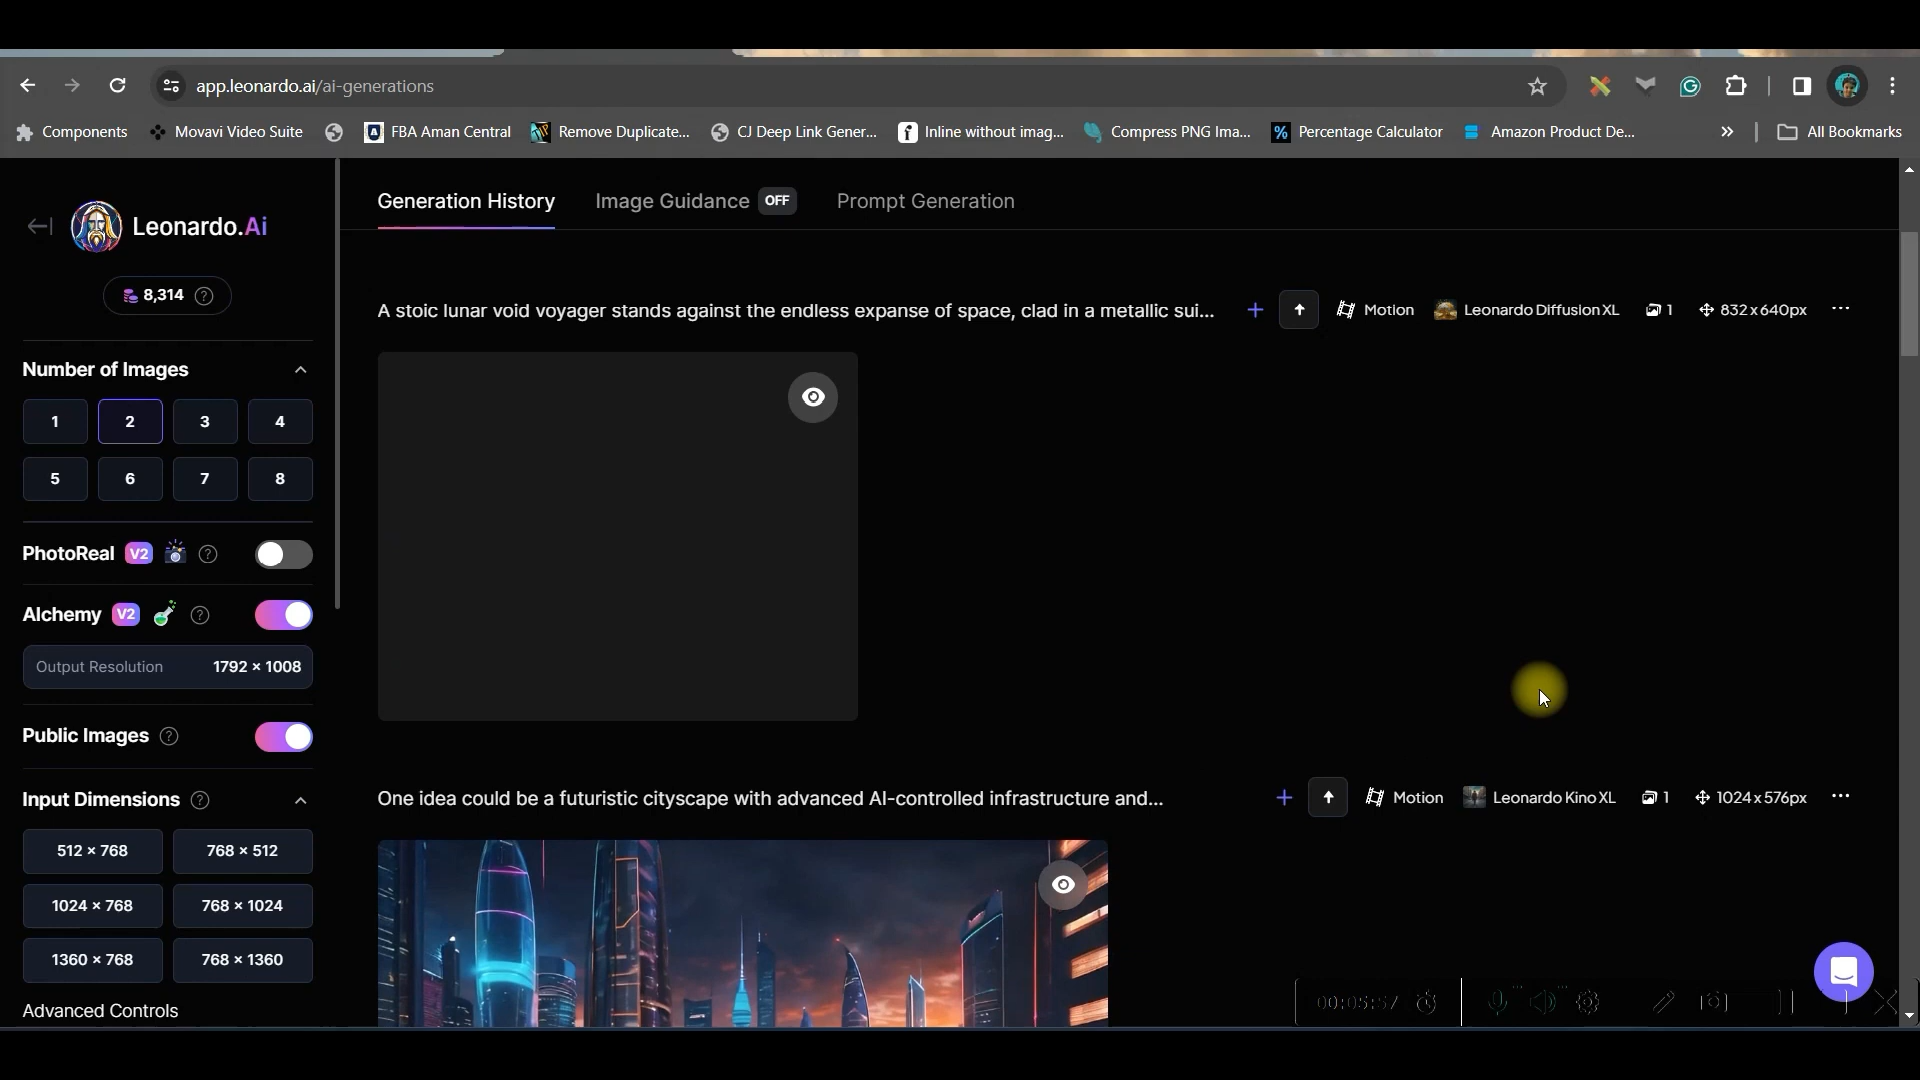 app.leonardo.ai/ai-generations
Components Movavi Video Suite FBA Aman Central Remove Duplicate... CJ Deep Link Gener... Inline without imag... Compress PNG Ima... Percentage Calculator Amazon Product De... » All Bookmarks
Leonardo.Ai
8,314 ?
Number of Images
1 2 3 4
5 6 7 8
PhotoReal V2 ?
Alchemy V2 ?
Output Resolution 1792 × 1008
Public Images ?
Input Dimensions ?
512 × 768 768 × 512
1024 × 768 768 × 1024
1360 × 768 768 × 1360
Advanced Controls
Generation History Image Guidance OFF Prompt Generation
A stoic lunar void voyager stands against the endless expanse of space, clad in a metallic sui... Motion Leonardo Diffusion XL 1 832 x 640px ...
One idea could be a futuristic cityscape with advanced AI-controlled infrastructure and... Motion Leonardo Kino XL 1 1024 x 576px ...
00:05:57